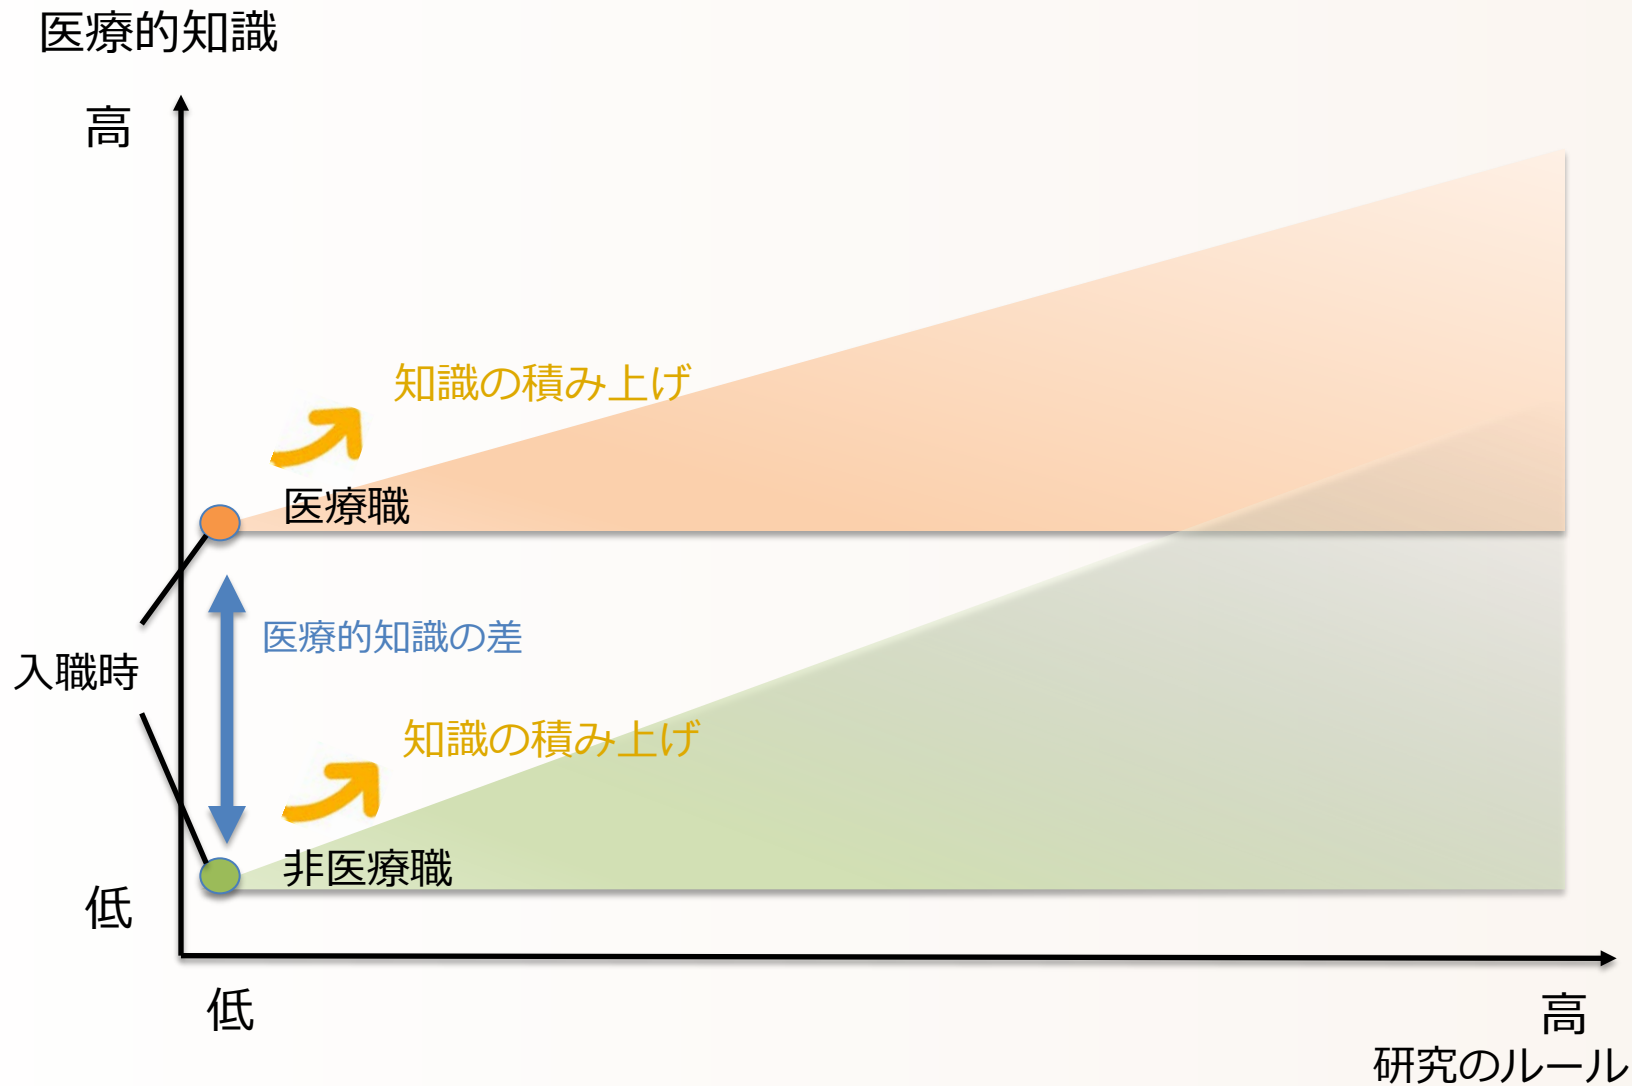 医療的知識
高
知識の積み上げ
医療職
医療的知識の差
入職時
知識の積み上げ
非医療職
低
低
高
研究のルール